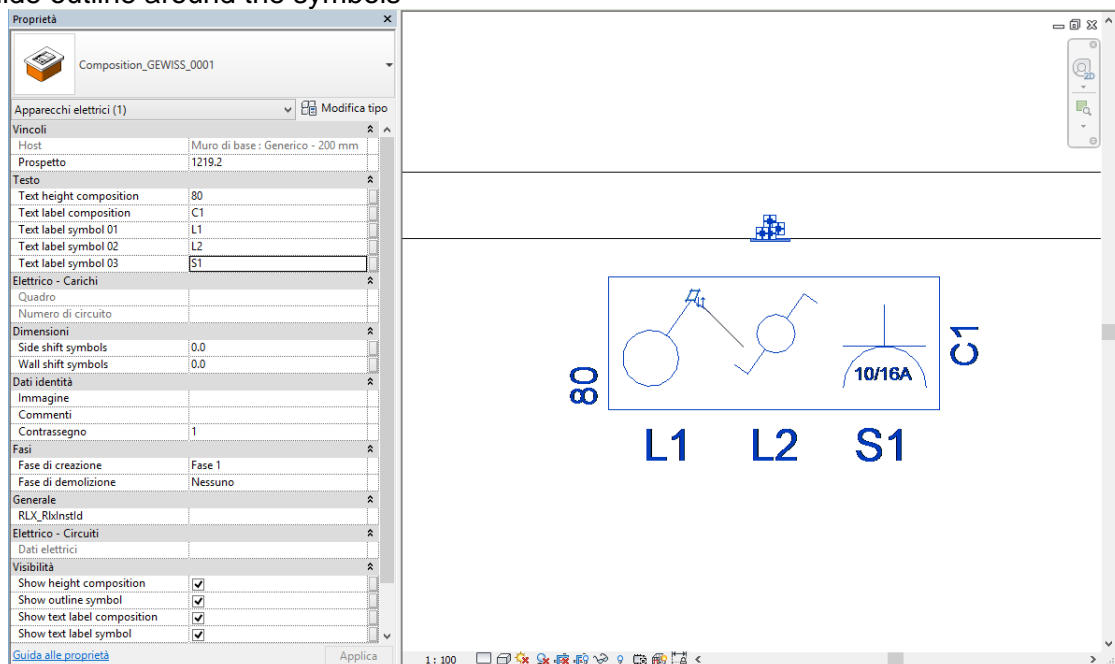 Proprietà
Composition_GEWISS_0001
Apparecchi elettrici (1) Modifica tipo
Vincoli
Host Muro di base : Generico - 200 mm
Prospetto 1219.2
Testo
Text height composition 80
Text label composition C1
Text label symbol 01 L1
Text label symbol 02 L2
Text label symbol 03 S1
Elettrico - Carichi
Quadro
Numero di circuito
Dimensioni
Side shift symbols 0.0
Wall shift symbols 0.0
Dati identità
Immagine
Commenti
Contrassegno 1
Fasi
Fase di creazione Fase 1
Fase di demolizione Nessuno
Generale
RLX_RlxInstId
Elettrico - Circuiti
Dati elettrici
Visibilità
Show height composition
Show outline symbol
Show text label composition
Show text label symbol
Guida alle proprietà Applica
2D
80
10/16A
C1
L1 L2 S1
1 : 100